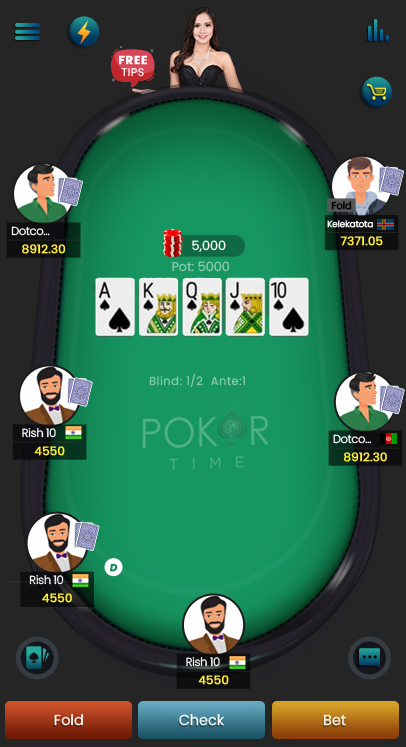 FREE
TIPS
Fold
Dotco...
8912.30
Kelekatota
7371.05
5,000
Pot: 5000
A K Q J 10
Blind: 1/2 Ante:1
POKAR
TIME
Rish 10
4550
Dotco...
8912.30
D
Rish 10
4550
Rish 10
4550
Fold
Check
Bet